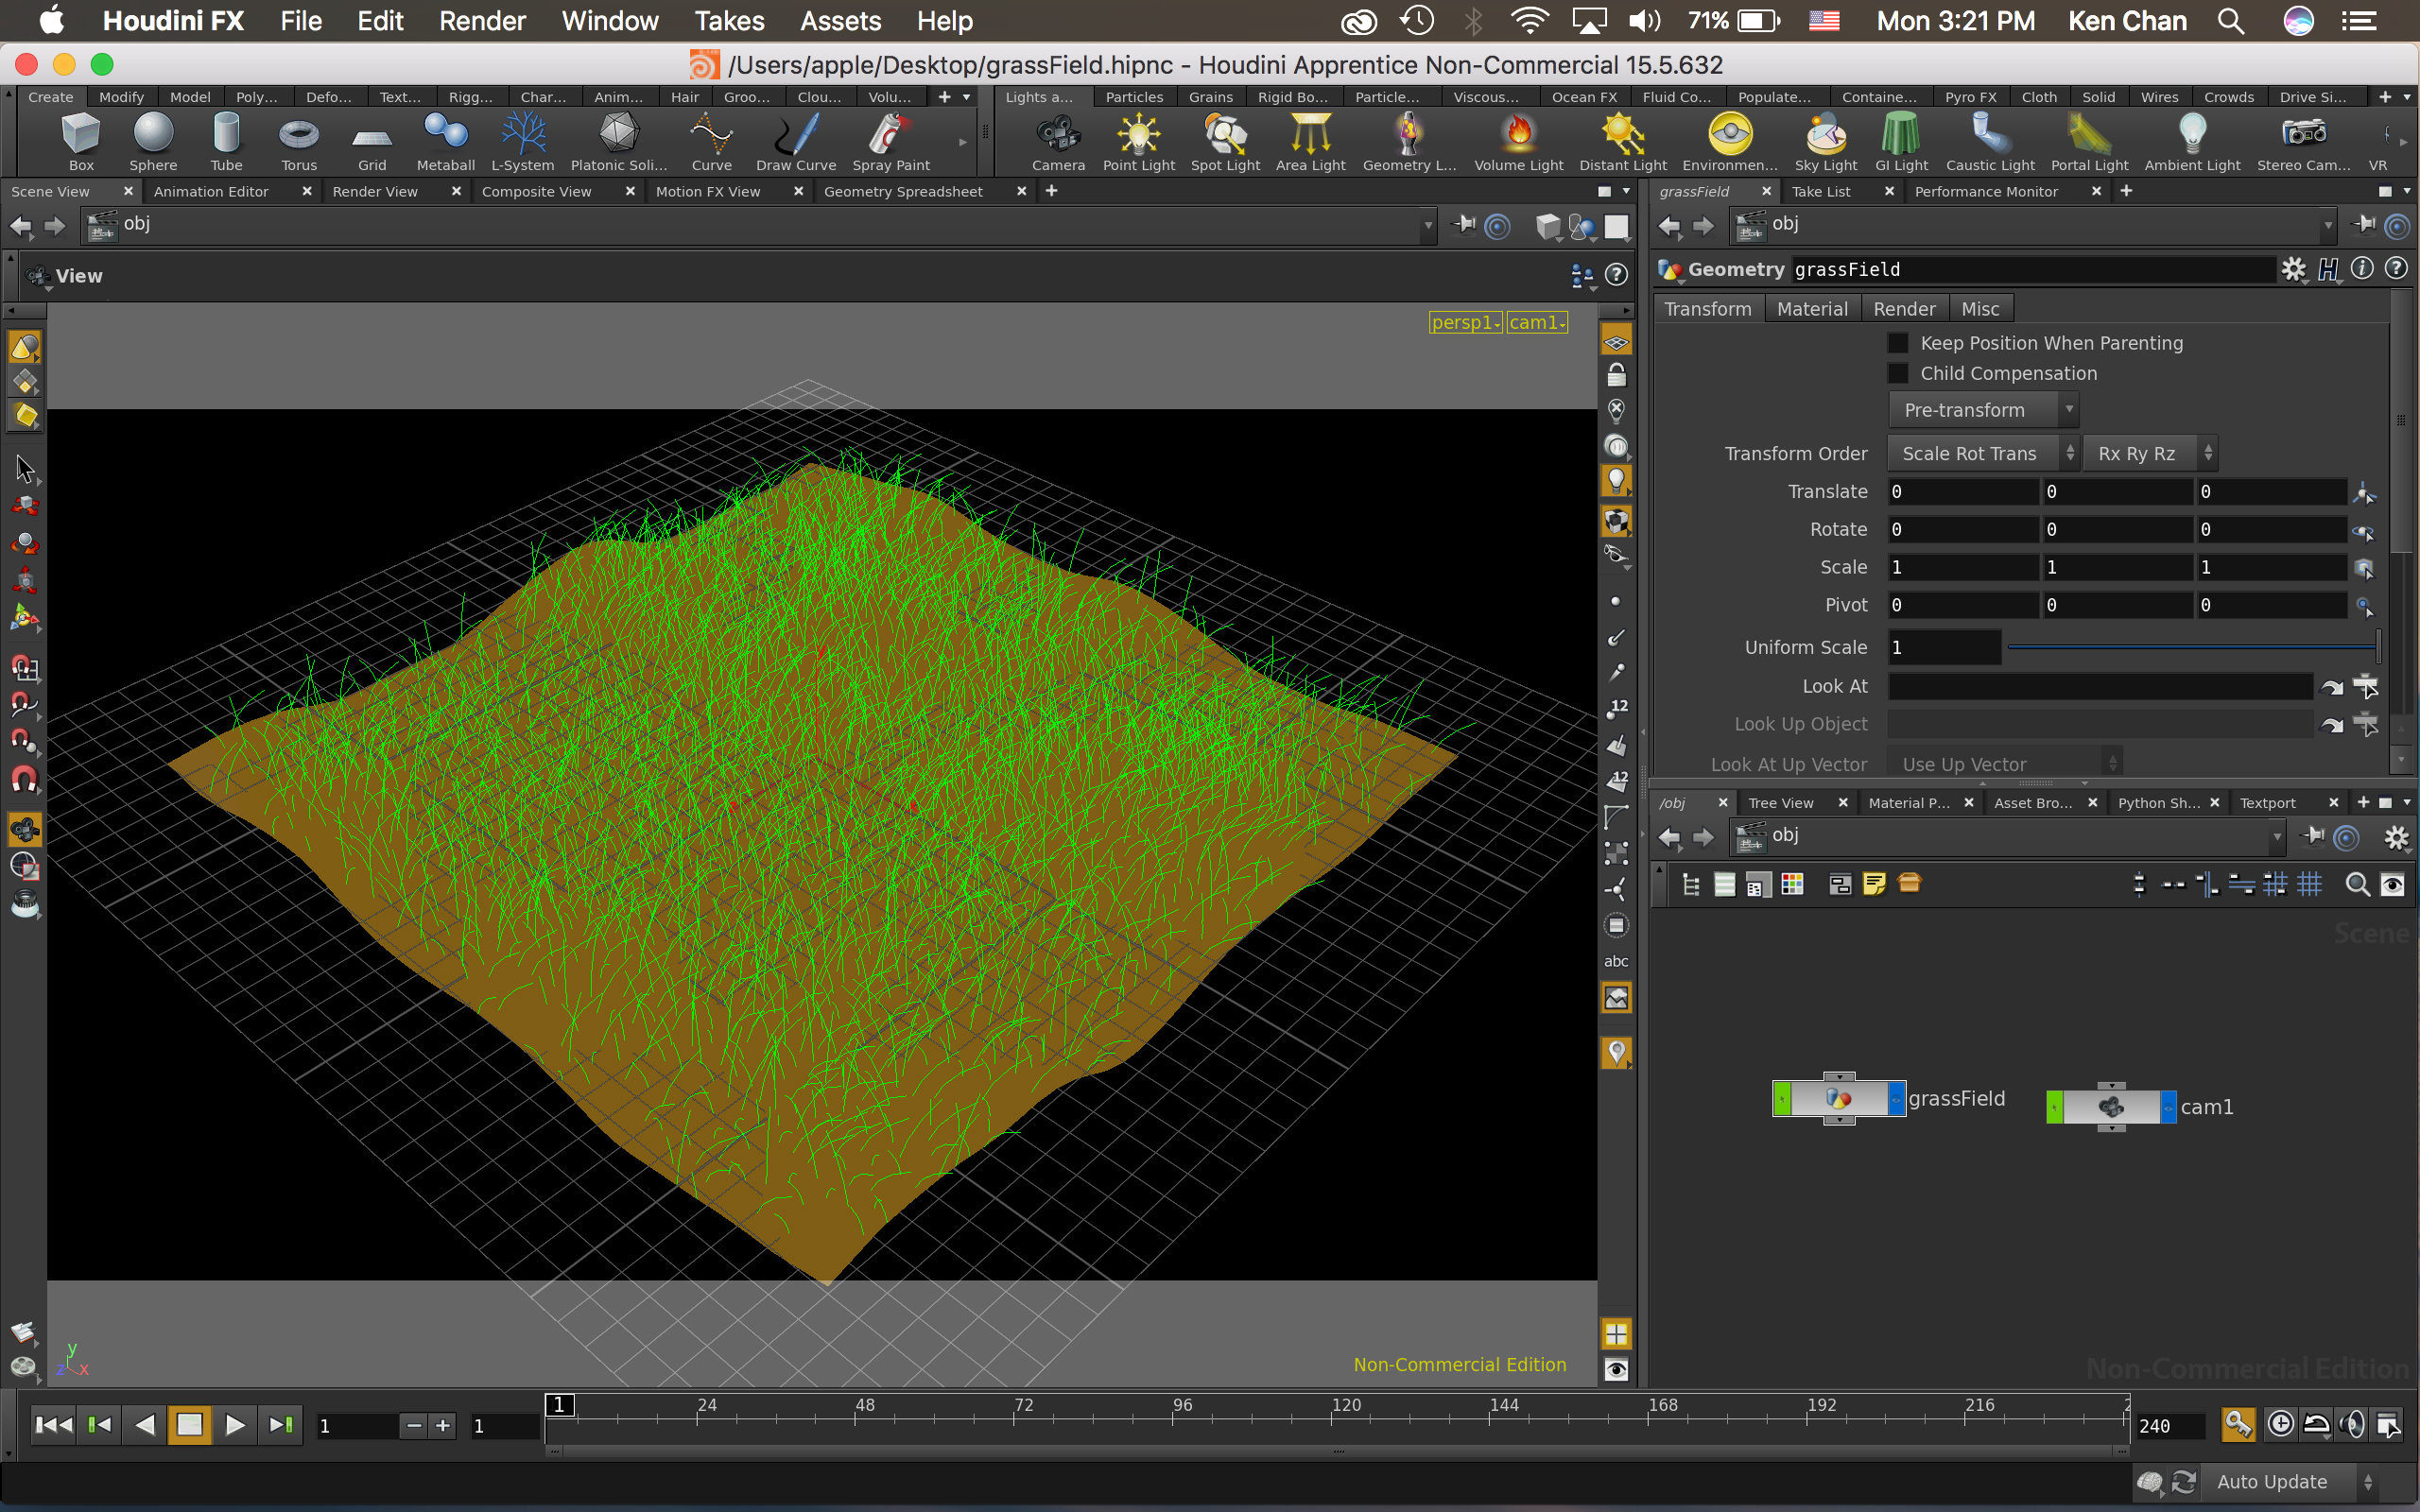 Houdini FX File Edit Render Window Takes Assets Help 71% Mon 3:21 PM Ken Chan
/Users/apple/Desktop/grassField.hipnc - Houdini Apprentice Non-Commercial 15.5.632
Create Modify Model Poly... Defo... Text... Rigg... Char... Anim... Hair Groo... Clou... Volu...
Lights a... Particles Grains Rigid Bo... Particle... Viscous... Ocean FX Fluid Co... Populate... Containe... Pyro FX Cloth Solid Wires Crowds Drive Si...
Box Sphere Tube Torus Grid Metaball L-System Platonic Soli... Curve Draw Curve Spray Paint
Camera Point Light Spot Light Area Light Geometry L... Volume Light Distant Light Environmen... Sky Light GI Light Caustic Light Portal Light Ambient Light Stereo Cam... VR
Scene View Animation Editor Render View Composite View Motion FX View Geometry Spreadsheet
grassField Take List Performance Monitor
obj
obj
View
Geometry grassField
persp1 cam1
Transform Material Render Misc
Keep Position When Parenting
Child Compensation
Pre-transform
Transform Order Scale Rot Trans Rx Ry Rz
Translate 0 0 0
Rotate 0 0 0
Scale 1 1 1
Pivot 0 0 0
Uniform Scale 1
Look At
Look Up Object
Look At Up Vector Use Up Vector
12
12
abc
/obj Tree View Material P... Asset Bro... Python Sh... Textport
obj
Scene
grassField
cam1
y
z x
Non-Commercial Edition
Non-Commercial Edition
1 1 1 24 48 72 96 120 144 168 192 216 2 240
Auto Update